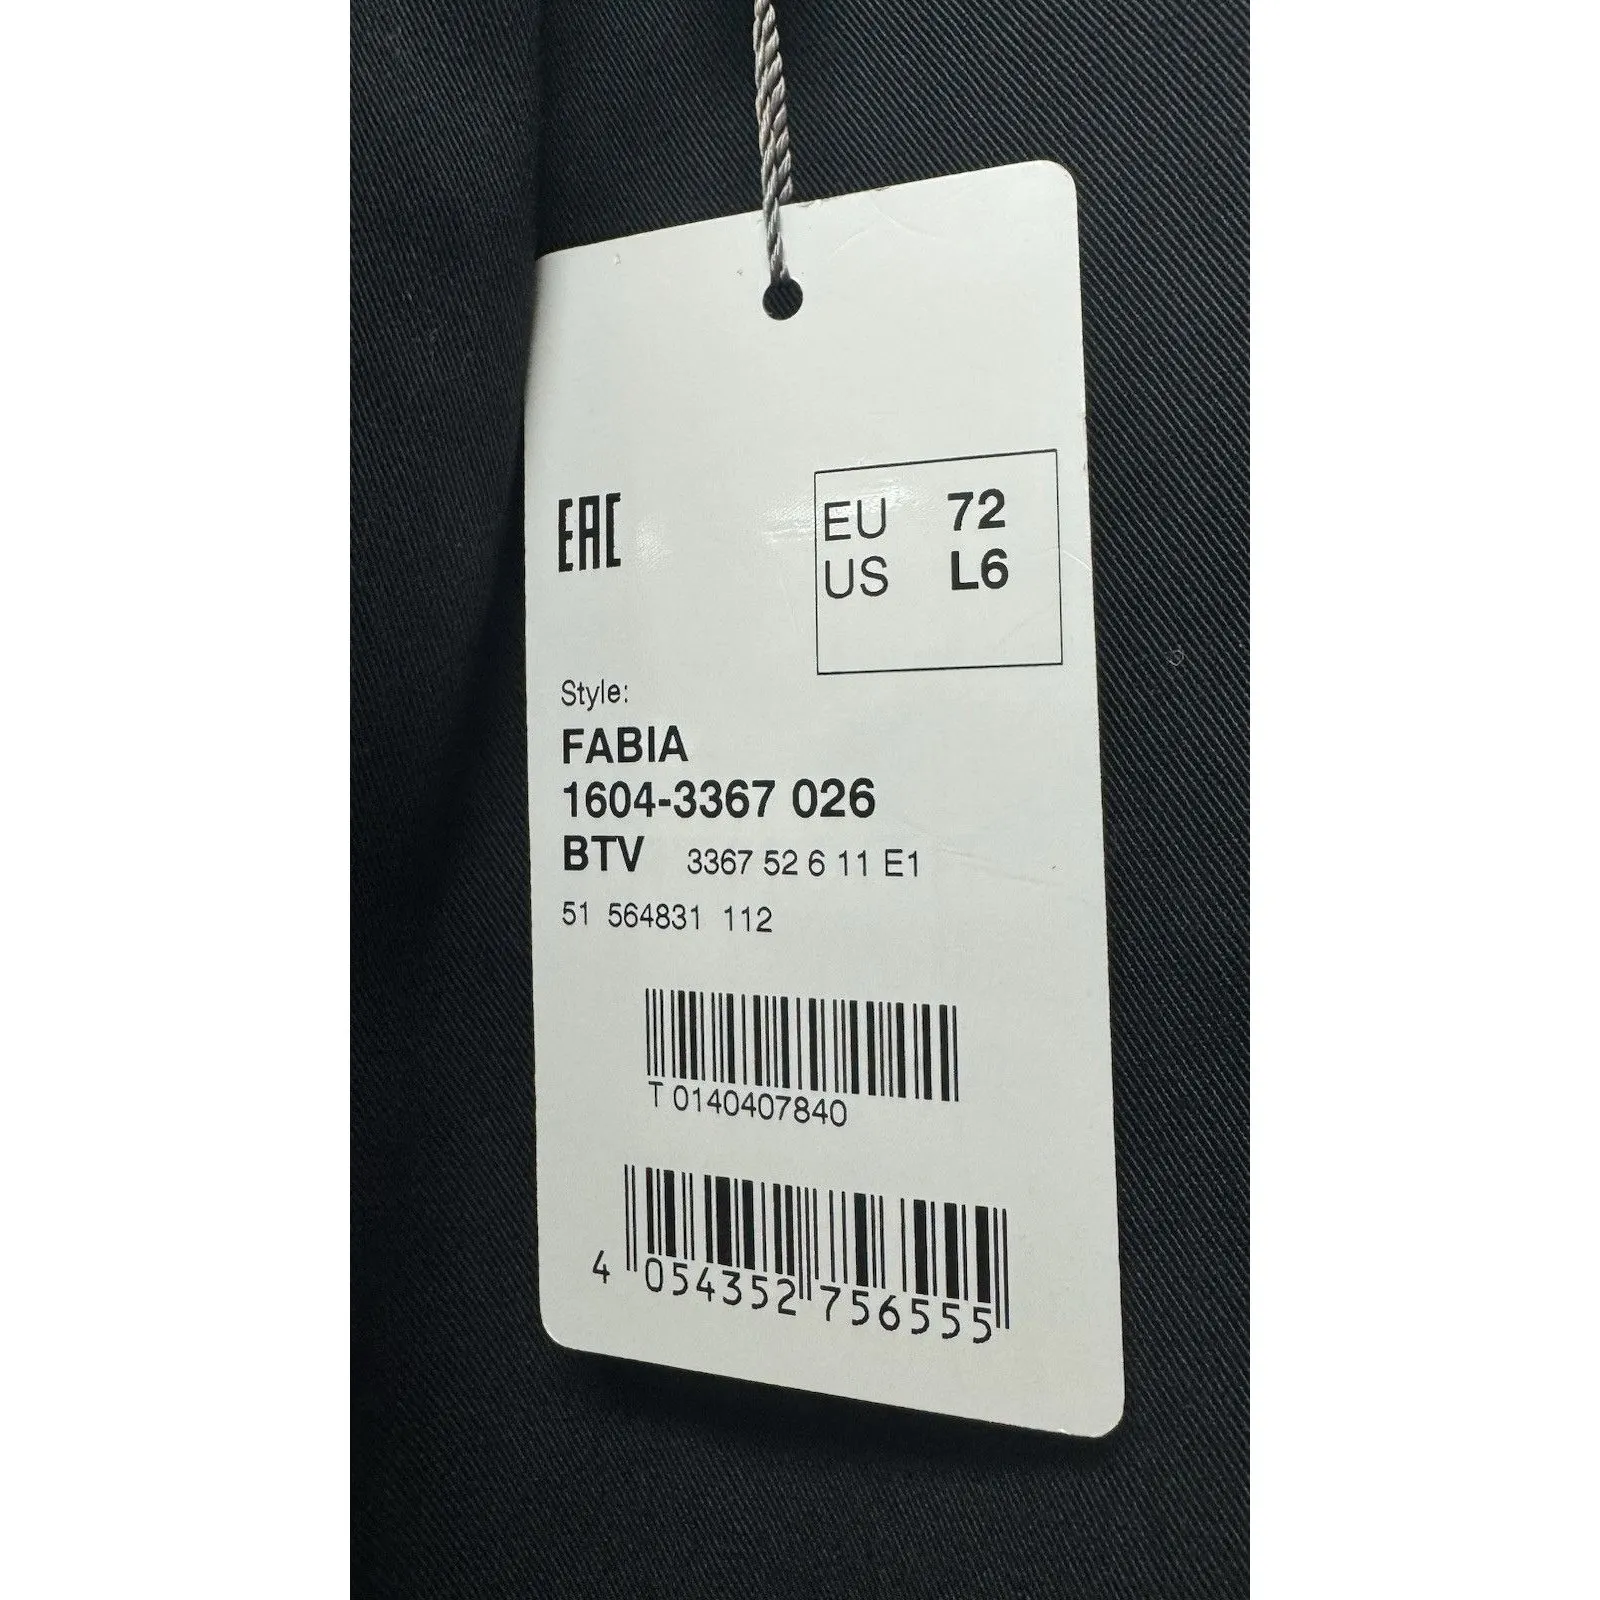 EAC
EU 72
US L6
Style:
FABIA
1604-3367 026
BTV 3367 52 6 11 E1
51 564831 112
T 0140407840
4 054352 756555